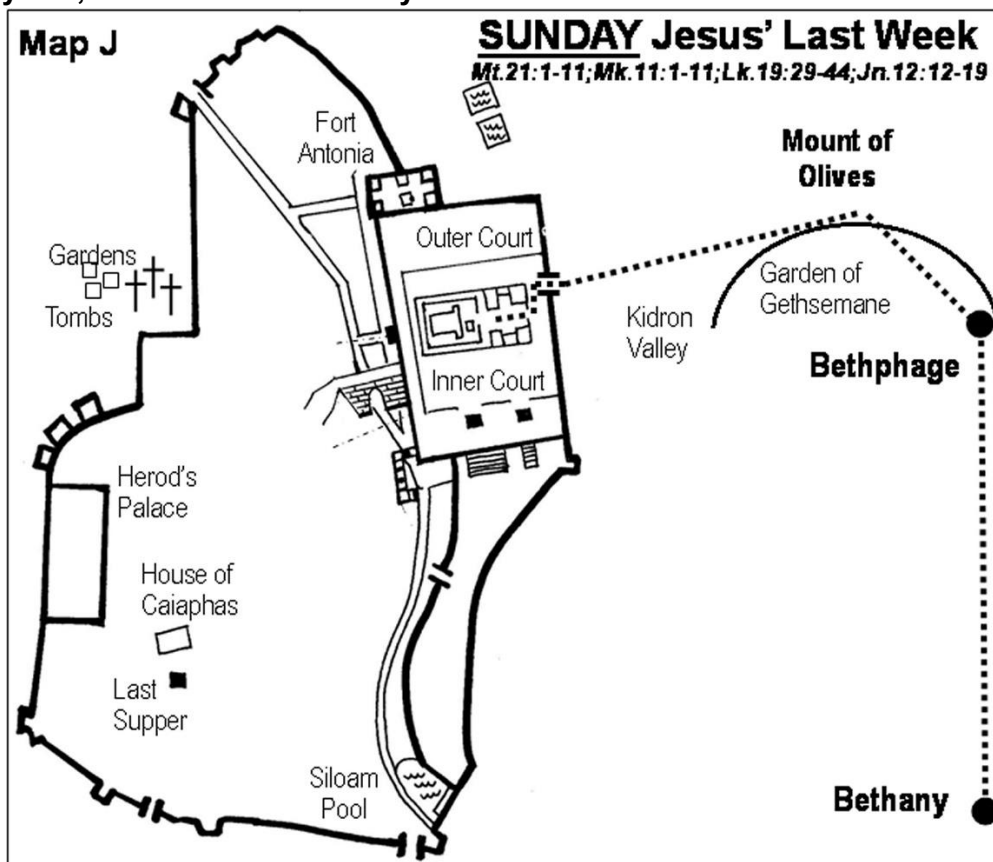 Map J
SUNDAY Jesus' Last Week
Mt.21:1-11;Mk.11:1-11;Lk.19:29-44;Jn.12:12-19
Fort
Antonia
Mount of
Olives
Outer Court
Gardens
Tombs
Garden of
Gethsemane
Kidron
Valley
Bethphage
Inner Court
Herod's
Palace
House of
Caiaphas
Last
Supper
Siloam
Pool
Bethany